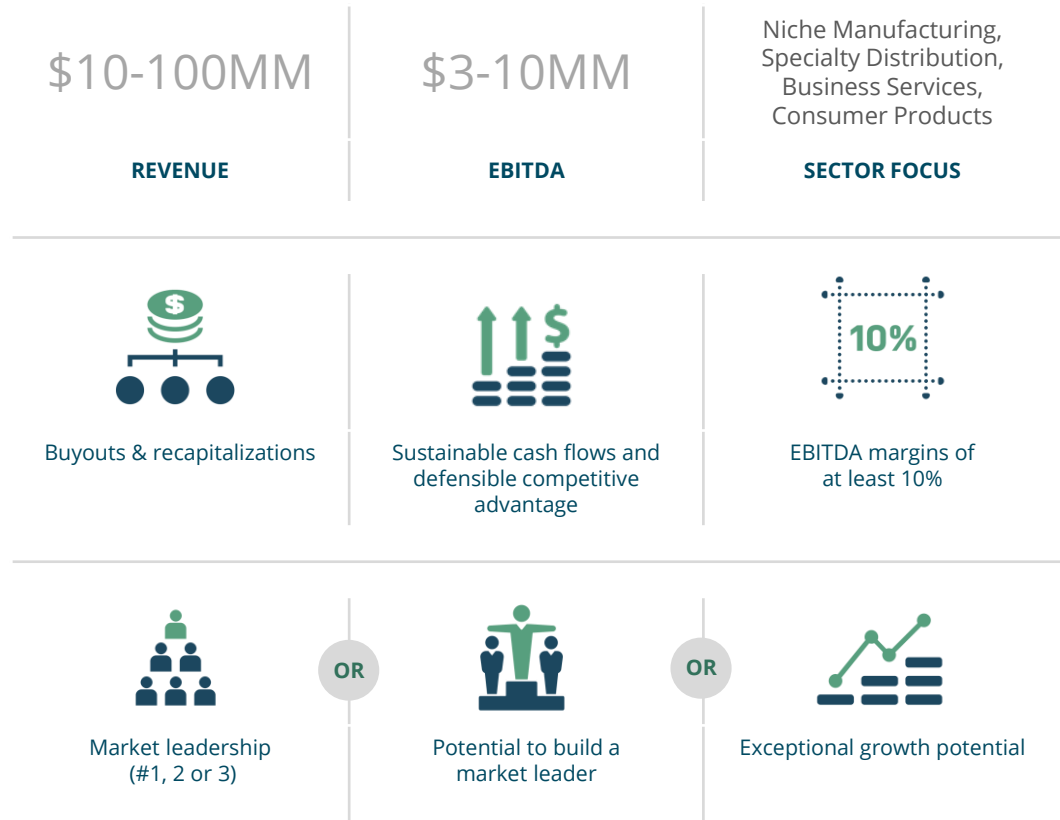 $10-100MM
REVENUE
$3-10MM
EBITDA
Niche Manufacturing,
Specialty Distribution,
Business Services,
Consumer Products
SECTOR FOCUS
$
Buyouts & recapitalizations
$
Sustainable cash flows and
defensible competitive
advantage
10%
EBITDA margins of
at least 10%
Market leadership
(#1, 2 or 3)
OR
Potential to build a
market leader
OR
Exceptional growth potential